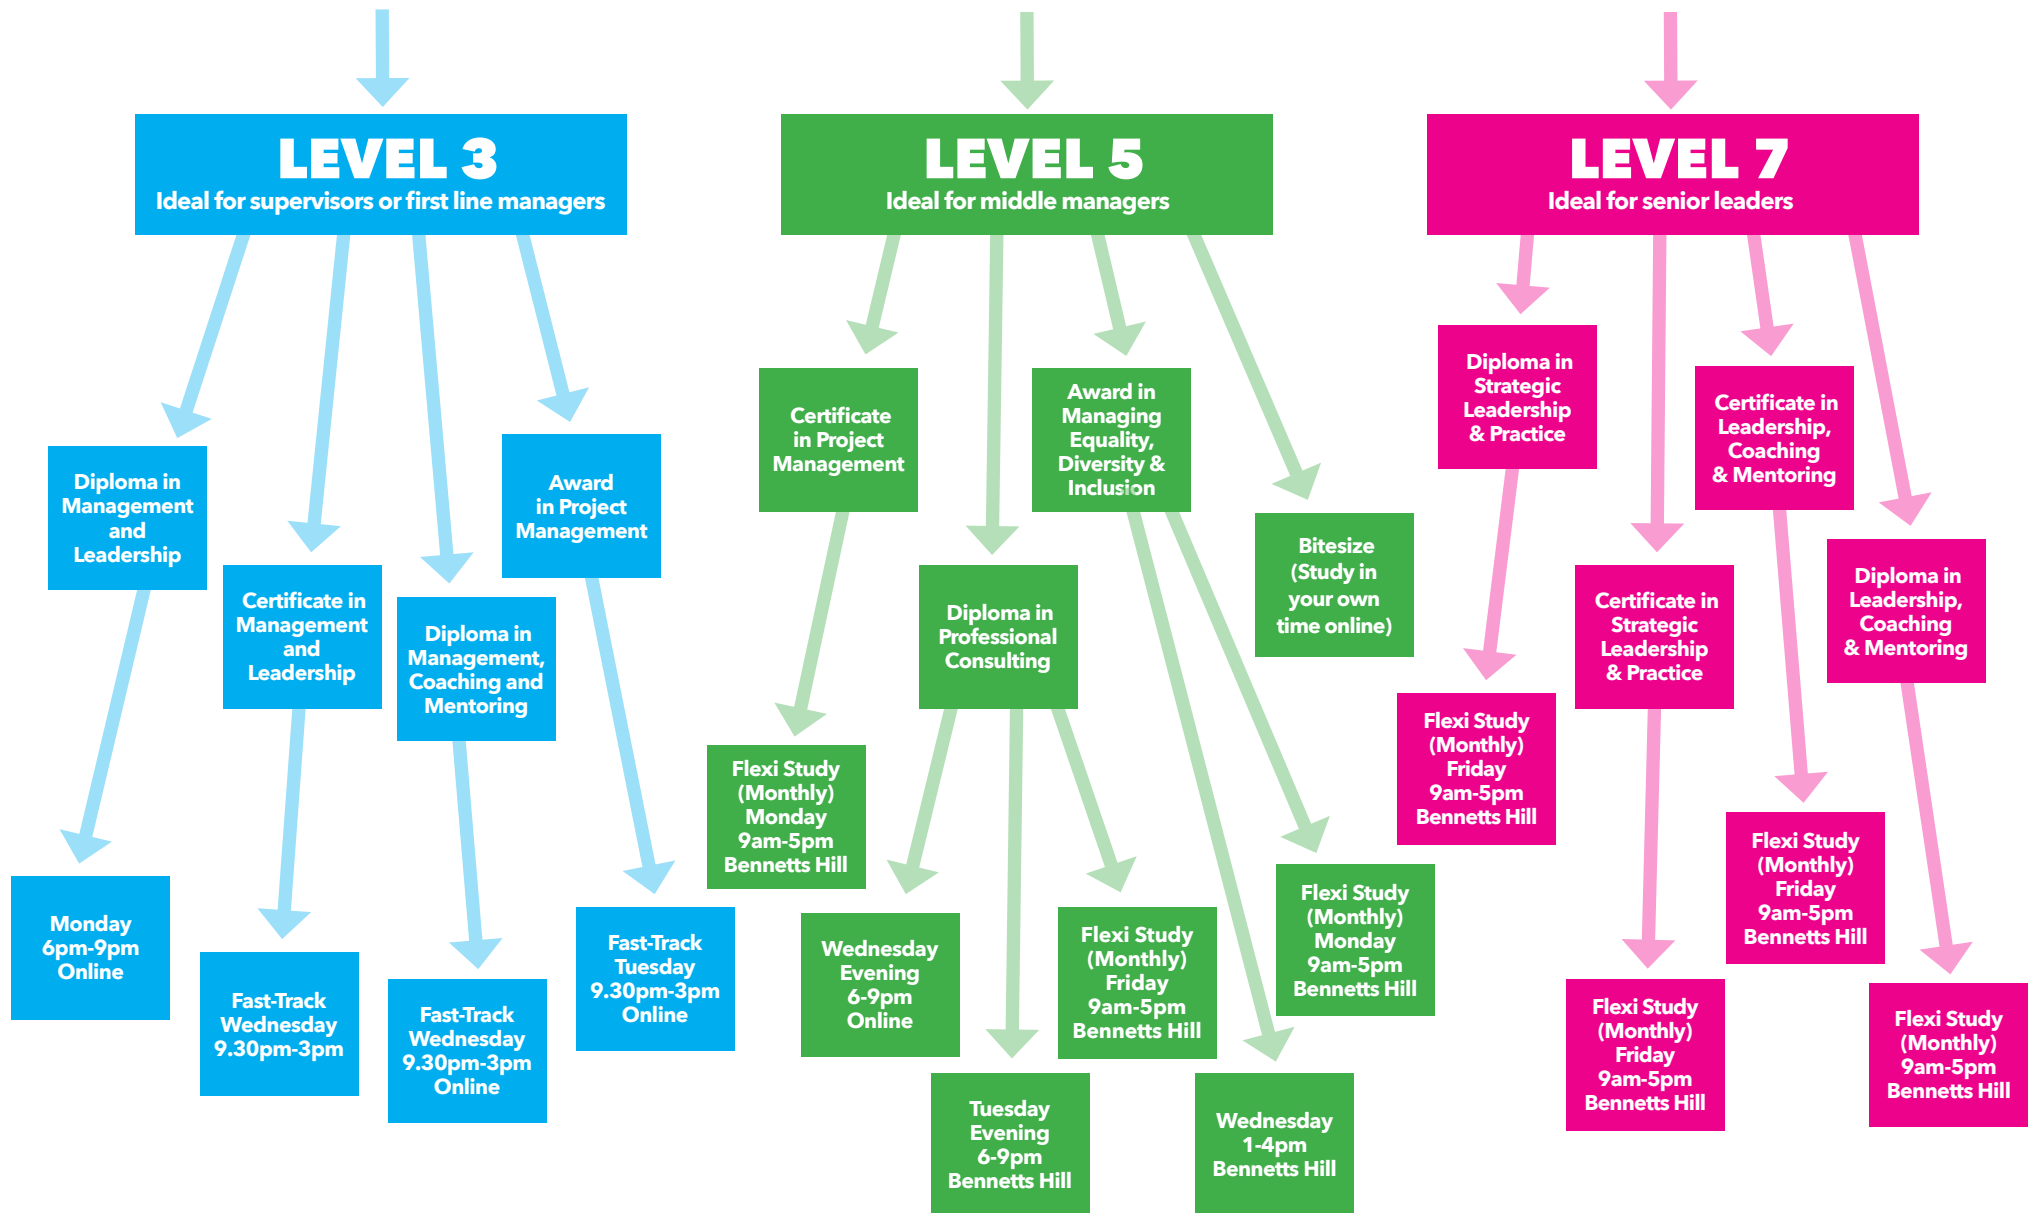 LEVEL 3
Ideal for supervisors or first line managers
Diploma in
Management
and
Leadership
Certificate in
Management
and
Leadership
Diploma in
Management,
Coaching and
Mentoring
Award
in Project
Management
Monday
6pm-9pm
Online
Fast-Track
Wednesday
9.30pm-3pm
Fast-Track
Wednesday
9.30pm-3pm
Online
Fast-Track
Tuesday
9.30pm-3pm
Online
LEVEL 5
Ideal for middle managers
Certificate
in Project
Management
Diploma in
Professional
Consulting
Award in
Managing
Equality,
Diversity &
Inclusion
Bitesize
(Study in
your own
time online)
Flexi Study
(Monthly)
Monday
9am-5pm
Bennetts Hill
Wednesday
Evening
6-9pm
Online
Tuesday
Evening
6-9pm
Bennetts Hill
Flexi Study
(Monthly)
Friday
9am-5pm
Bennetts Hill
Wednesday
1-4pm
Bennetts Hill
Flexi Study
(Monthly)
Monday
9am-5pm
Bennetts Hill
LEVEL 7
Ideal for senior leaders
Diploma in
Strategic
Leadership
& Practice
Certificate in
Strategic
Leadership
& Practice
Certificate in
Leadership,
Coaching
& Mentoring
Diploma in
Leadership,
Coaching
& Mentoring
Flexi Study
(Monthly)
Friday
9am-5pm
Bennetts Hill
Flexi Study
(Monthly)
Friday
9am-5pm
Bennetts Hill
Flexi Study
(Monthly)
Friday
9am-5pm
Bennetts Hill
Flexi Study
(Monthly)
9am-5pm
Bennetts Hill